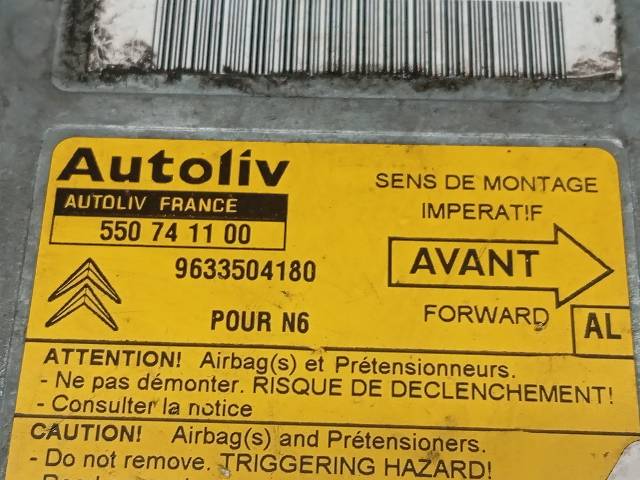 Autoliv
AUTOLIV FRANCE
550 74 11 00
9633504180
POUR N6
SENS DE MONTAGE
IMPERATIF
AVANT
FORWARD
AL
ATTENTION! Airbag(s) et Prétensionneurs.
- Ne pas démonter. RISQUE DE DECLENCHEMENT!
- Consulter la notice
CAUTION! Airbag(s) and Prétensioners.
- Do not remove. TRIGGERING HAZARD!